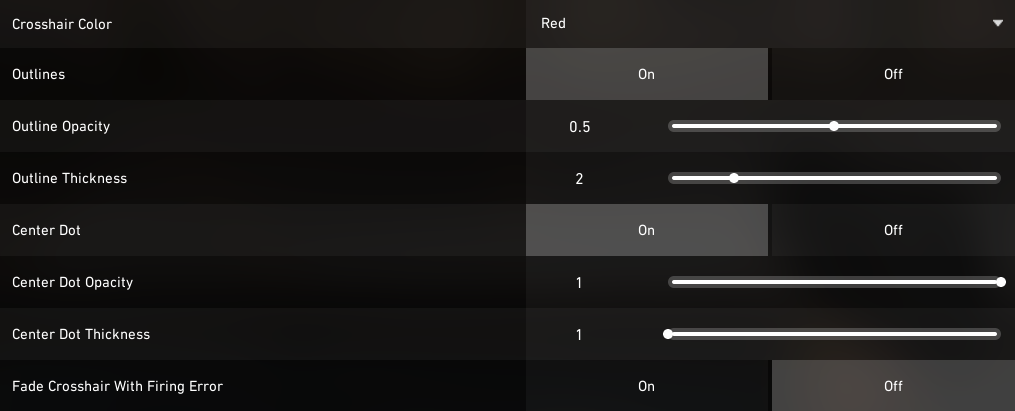 Crosshair Color Red
Outlines On Off
Outline Opacity 0.5
Outline Thickness 2
Center Dot On Off
Center Dot Opacity 1
Center Dot Thickness 1
Fade Crosshair With Firing Error On Off